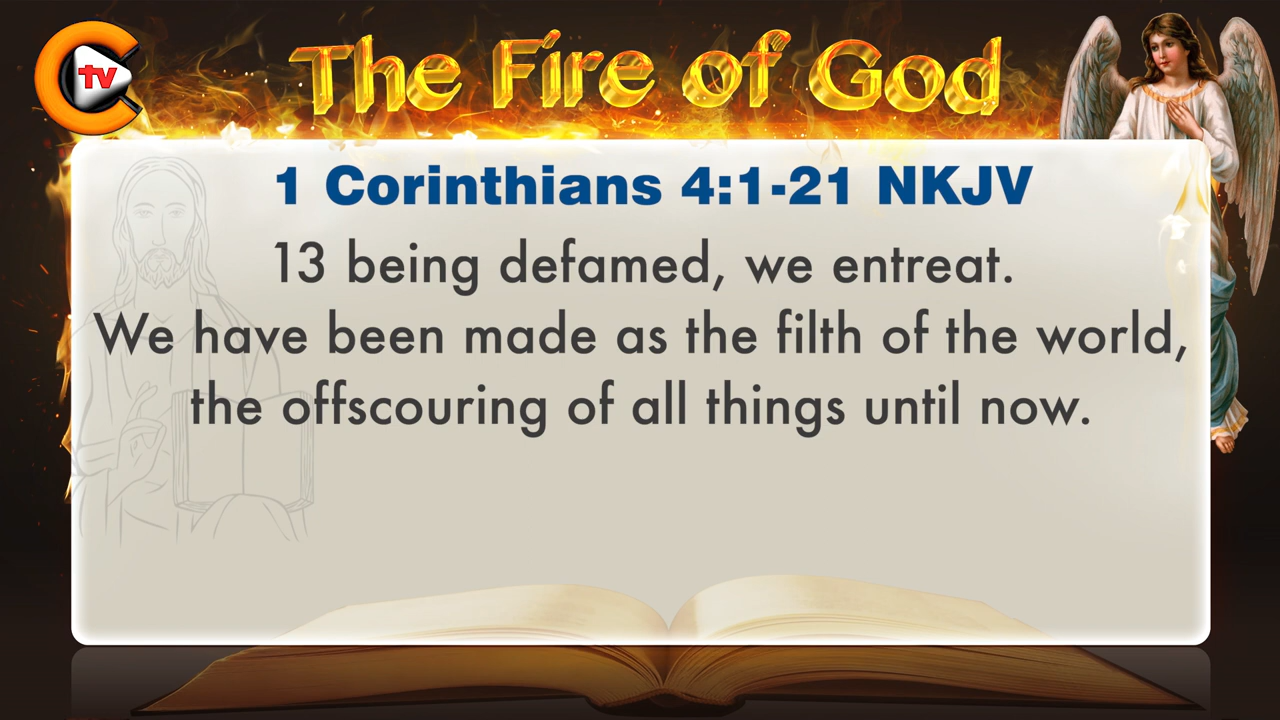 tv
The Fire of God
1 Corinthians 4:1-21 NKJV
13 being defamed, we entreat.
We have been made as the filth of the world,
the offscouring of all things until now.